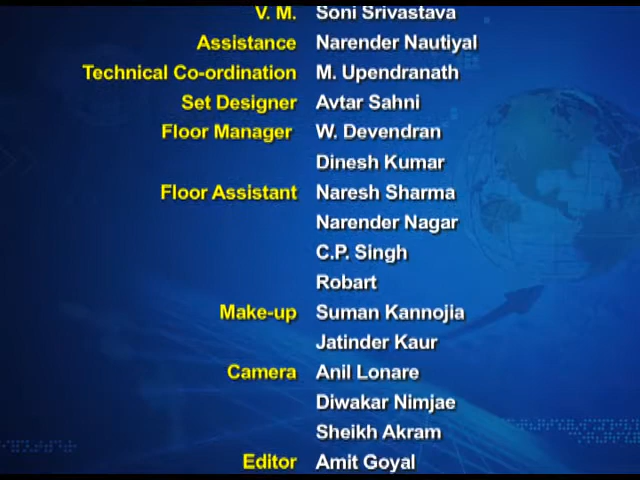 V. M. Soni Srivastava
Assistance Narender Nautiyal
Technical Co-ordination M. Upendranath
Set Designer Avtar Sahni
Floor Manager W. Devendran
Dinesh Kumar
Floor Assistant Naresh Sharma
Narender Nagar
C.P. Singh
Robart
Make-up Suman Kannojia
Jatinder Kaur
Camera Anil Lonare
Diwakar Nimjae
Sheikh Akram
Editor Amit Goyal